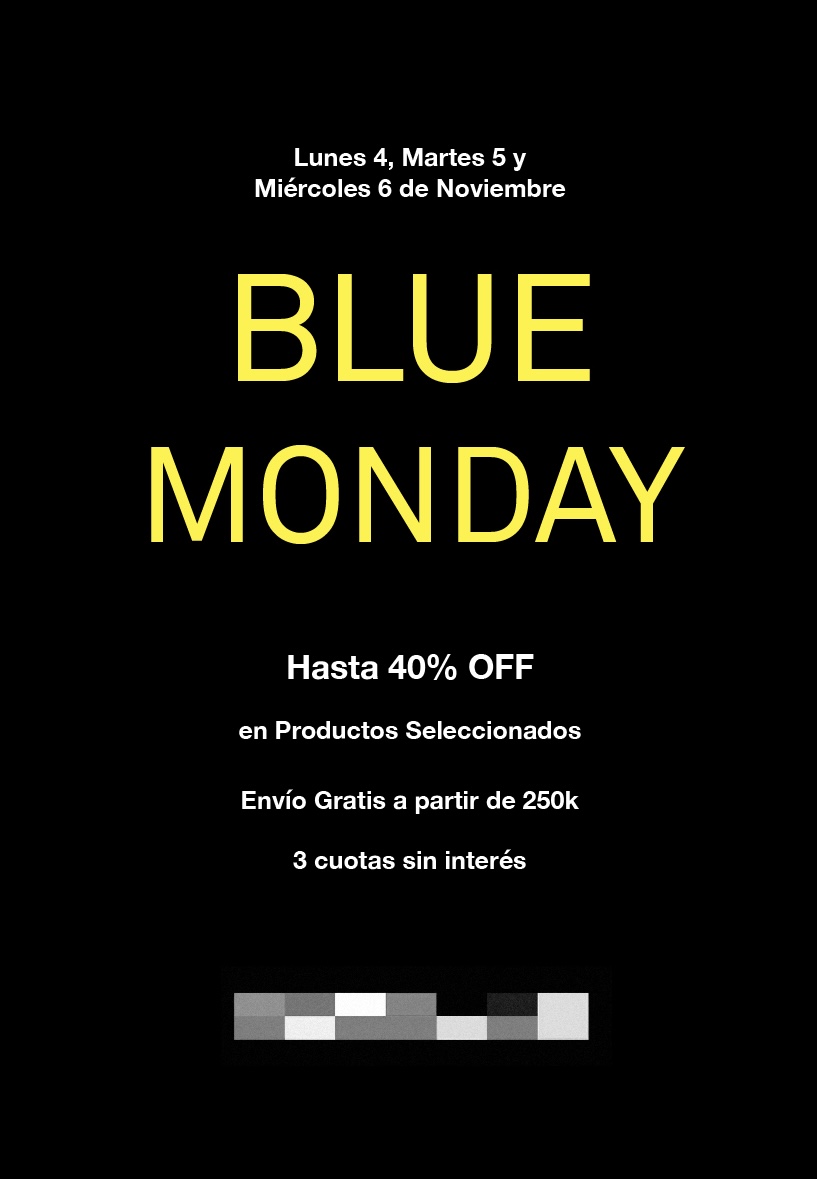 Lunes 4, Martes 5 y
Miércoles 6 de Noviembre
BLUE
MONDAY
Hasta 40% OFF
en Productos Seleccionados
Envío Gratis a partir de 250k
3 cuotas sin interés